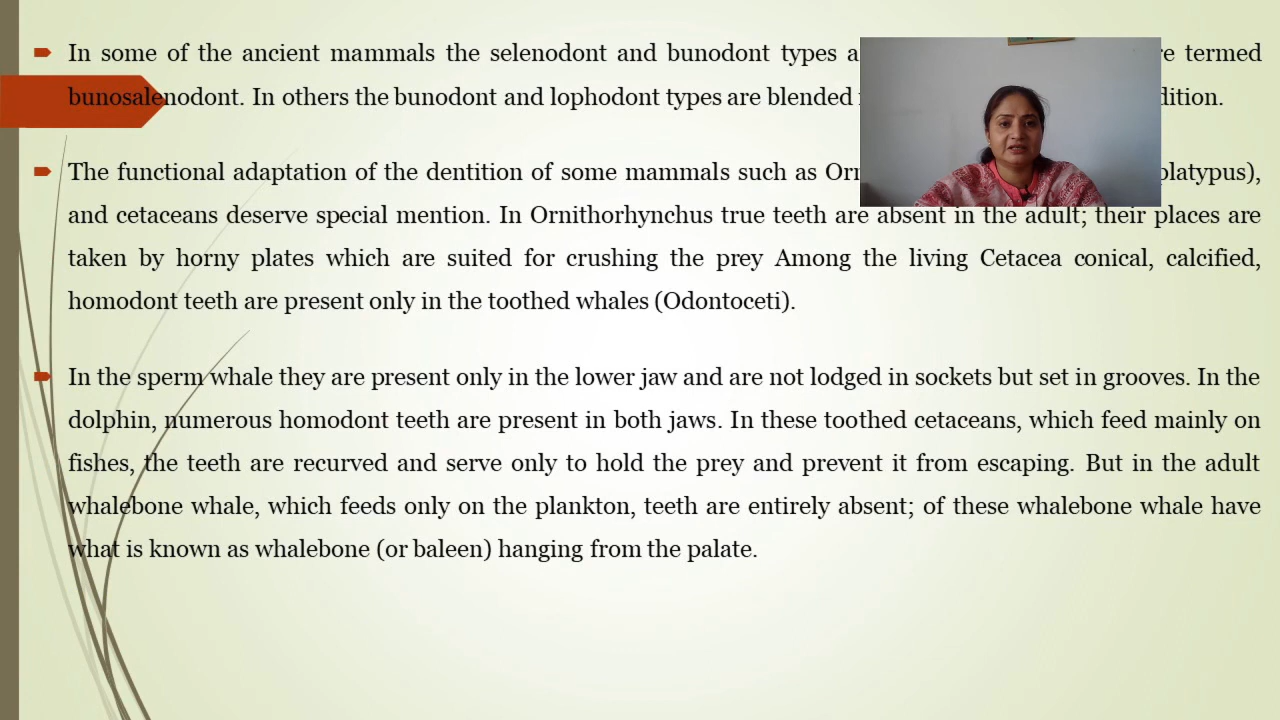 In some of the ancient mammals the selenodont and bunodont types a re termed
bunosalenodont. In others the bunodont and lophodont types are blended dition.
The functional adaptation of the dentition of some mammals such as Orn platypus),
and cetaceans deserve special mention. In Ornithorhynchus true teeth are absent in the adult; their places are
taken by horny plates which are suited for crushing the prey Among the living Cetacea conical, calcified,
homodont teeth are present only in the toothed whales (Odontoceti).
In the sperm whale they are present only in the lower jaw and are not lodged in sockets but set in grooves. In the
dolphin, numerous homodont teeth are present in both jaws. In these toothed cetaceans, which feed mainly on
fishes, the teeth are recurved and serve only to hold the prey and prevent it from escaping. But in the adult
whalebone whale, which feeds only on the plankton, teeth are entirely absent; of these whalebone whale have
what is known as whalebone (or baleen) hanging from the palate.